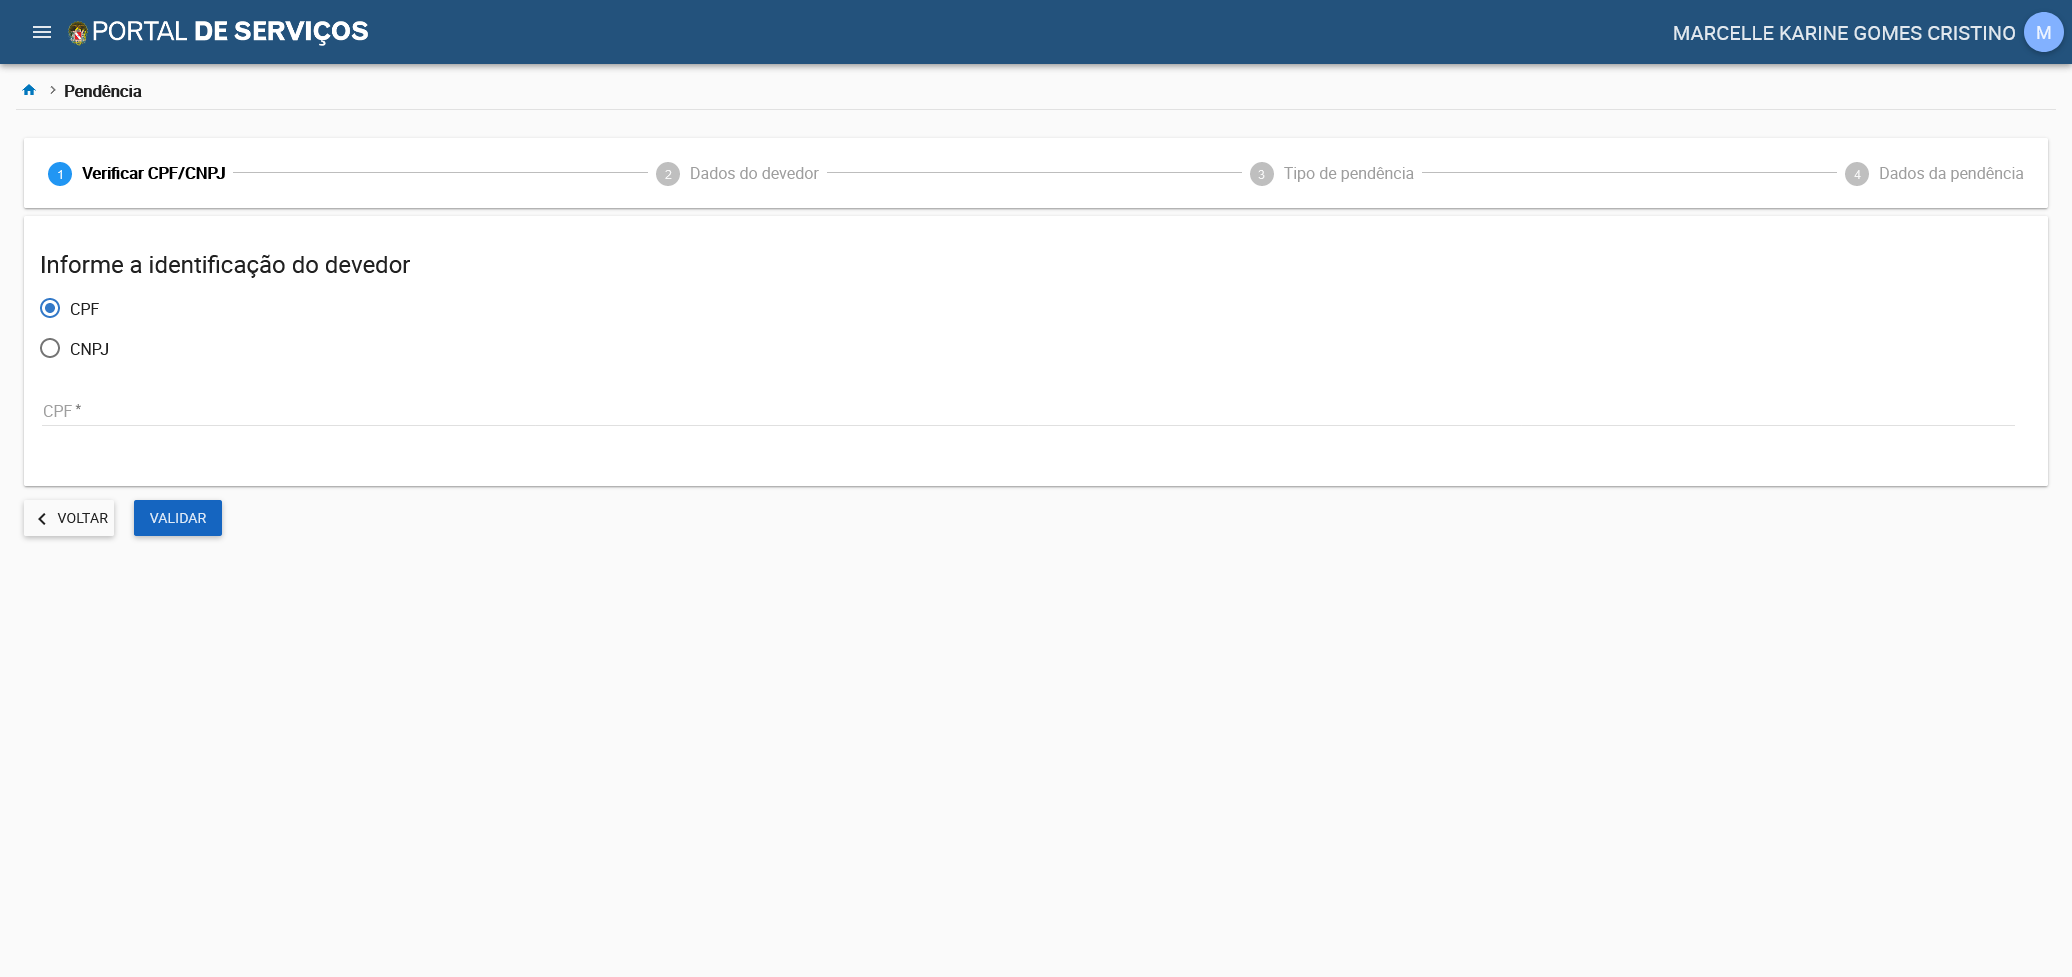 PORTAL DE SERVIÇOS
MARCELLE KARINE GOMES CRISTINO M
Pendência
1 Verificar CPF/CNPJ
2 Dados do devedor
3 Tipo de pendência
4 Dados da pendência
Informe a identificação do devedor
CPF
CNPJ
CPF *
VOLTAR
VALIDAR